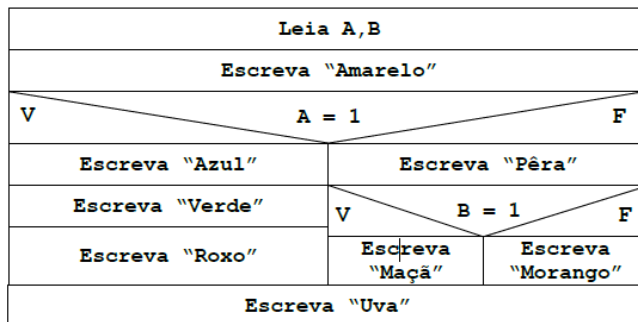 Leia A,B
Escreva “Amarelo”
V A = 1 F
Escreva “Azul” Escreva “Pêra”
Escreva “Verde”
V B = 1 F
Escreva “Roxo”
Escreva “Maçã”
Escreva “Morango”
Escreva “Uva”